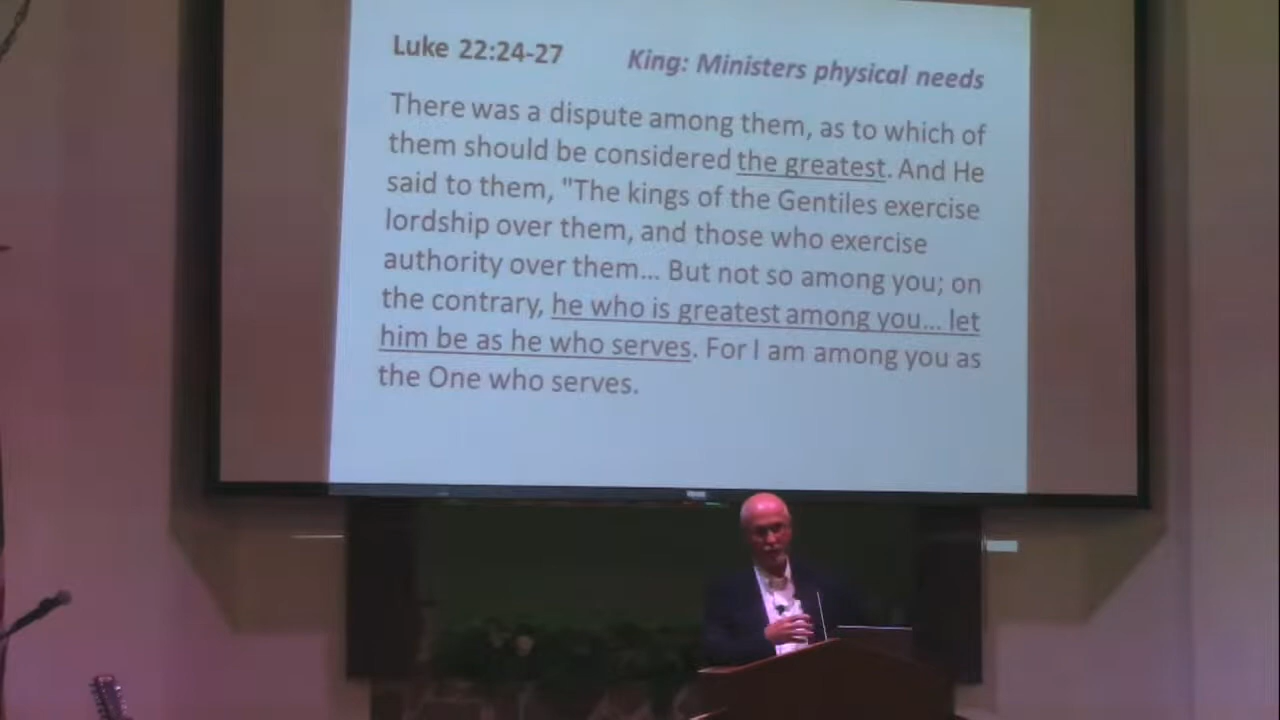 Luke 22:24-27 King: Ministers physical needs
There was a dispute among them, as to which of
them should be considered the greatest. And He
said to them, "The kings of the Gentiles exercise
lordship over them, and those who exercise
authority over them... But not so among you; on
the contrary, he who is greatest among you... let
him be as he who serves. For I am among you as
the One who serves.